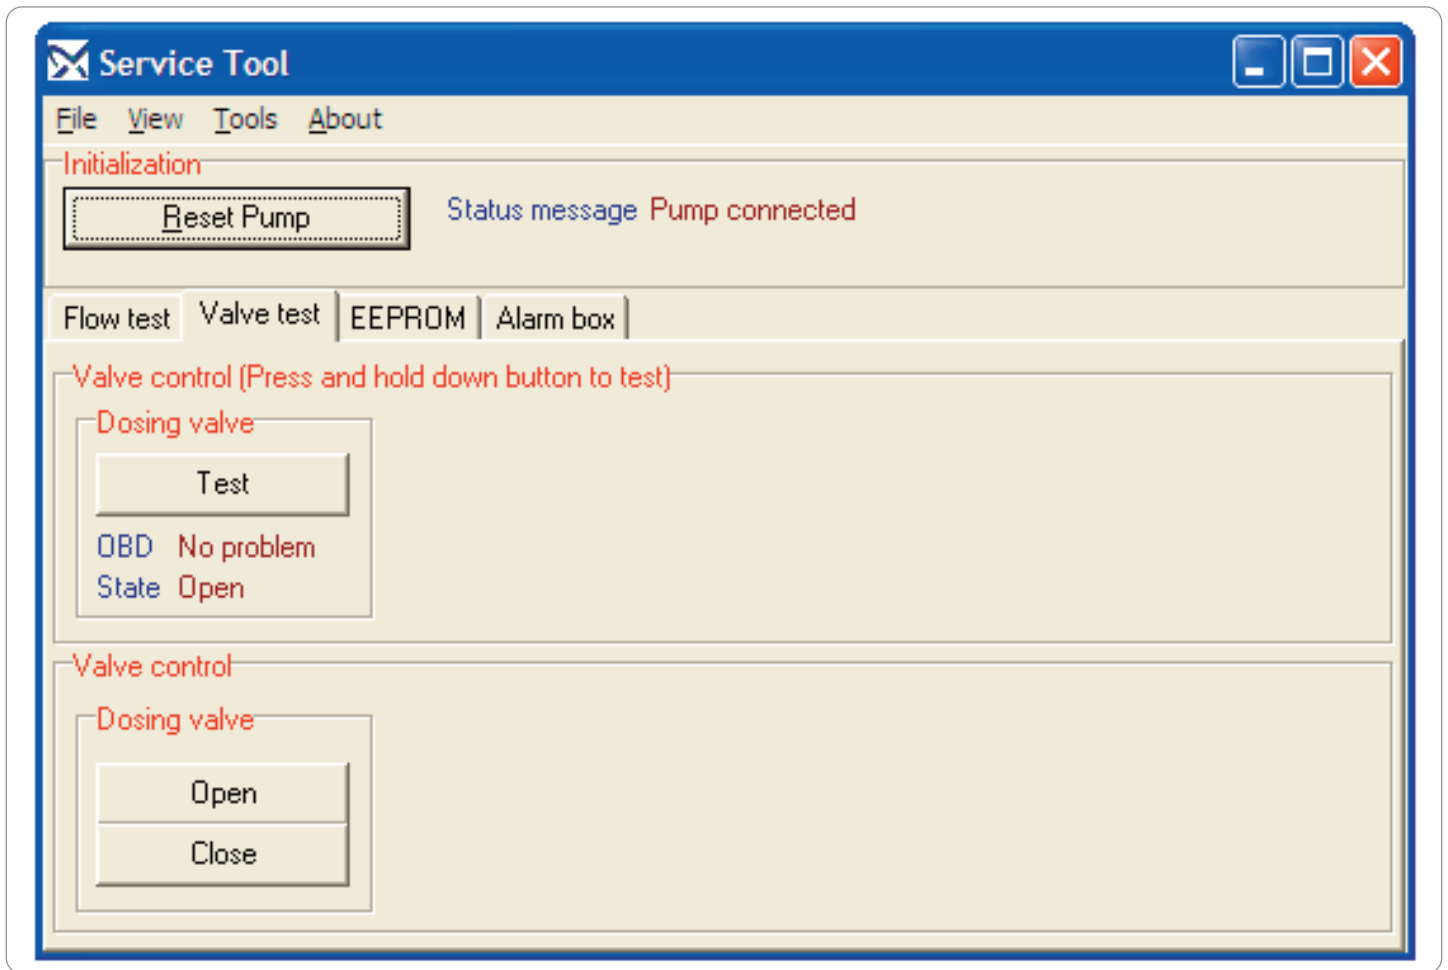 Service Tool
File View Tools About
Initialization
Reset Pump Status message Pump connected
Flow test Valve test EEPROM Alarm box
Valve control (Press and hold down button to test)
Dosing valve
Test
OBD No problem
State Open
Valve control
Dosing valve
Open
Close